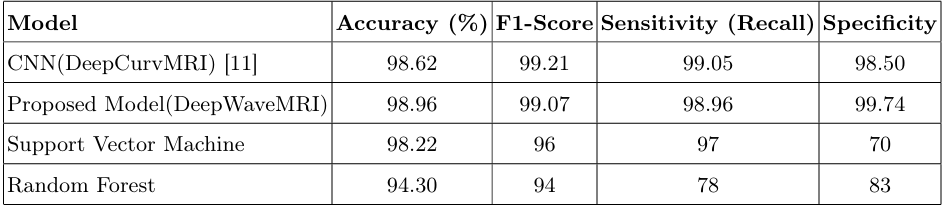 Model Accuracy (%) F1-Score Sensitivity (Recall) Specificity
CNN(DeepCurvMRI) [11] 98.62 99.21 99.05 98.50
Proposed Model(DeepWaveMRI) 98.96 99.07 98.96 99.74
Support Vector Machine 98.22 96 97 70
Random Forest 94.30 94 78 83